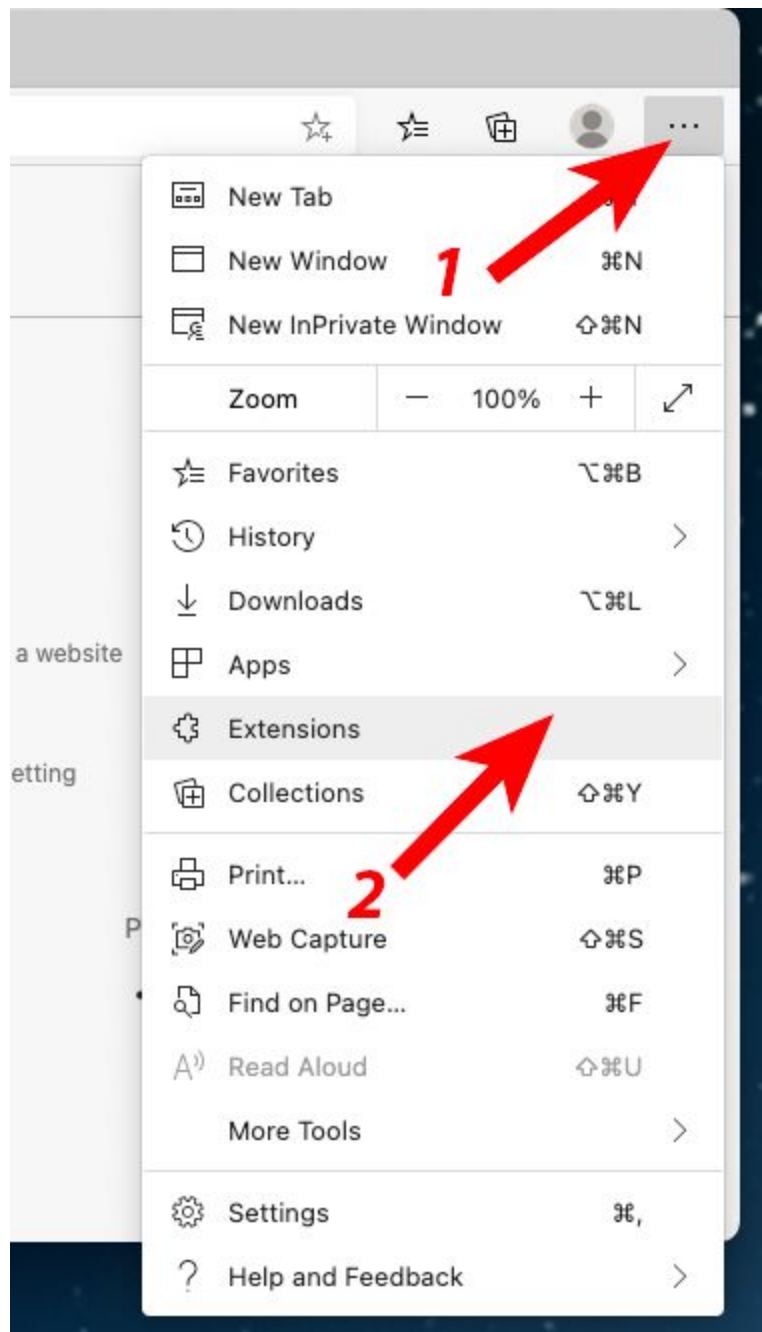 New Tab
1
New Window ⌘N
New InPrivate Window ⇧⌘N
Zoom — 100% +
Favorites ⌥⌘B
History
Downloads ⌥⌘L
a website
Apps
Extensions
etting
Collections ⇧⌘Y
Print... ⌘P
2
P
Web Capture ⇧⌘S
Find on Page... ⌘F
Read Aloud ⇧⌘U
More Tools
Settings ⌘,
Help and Feedback